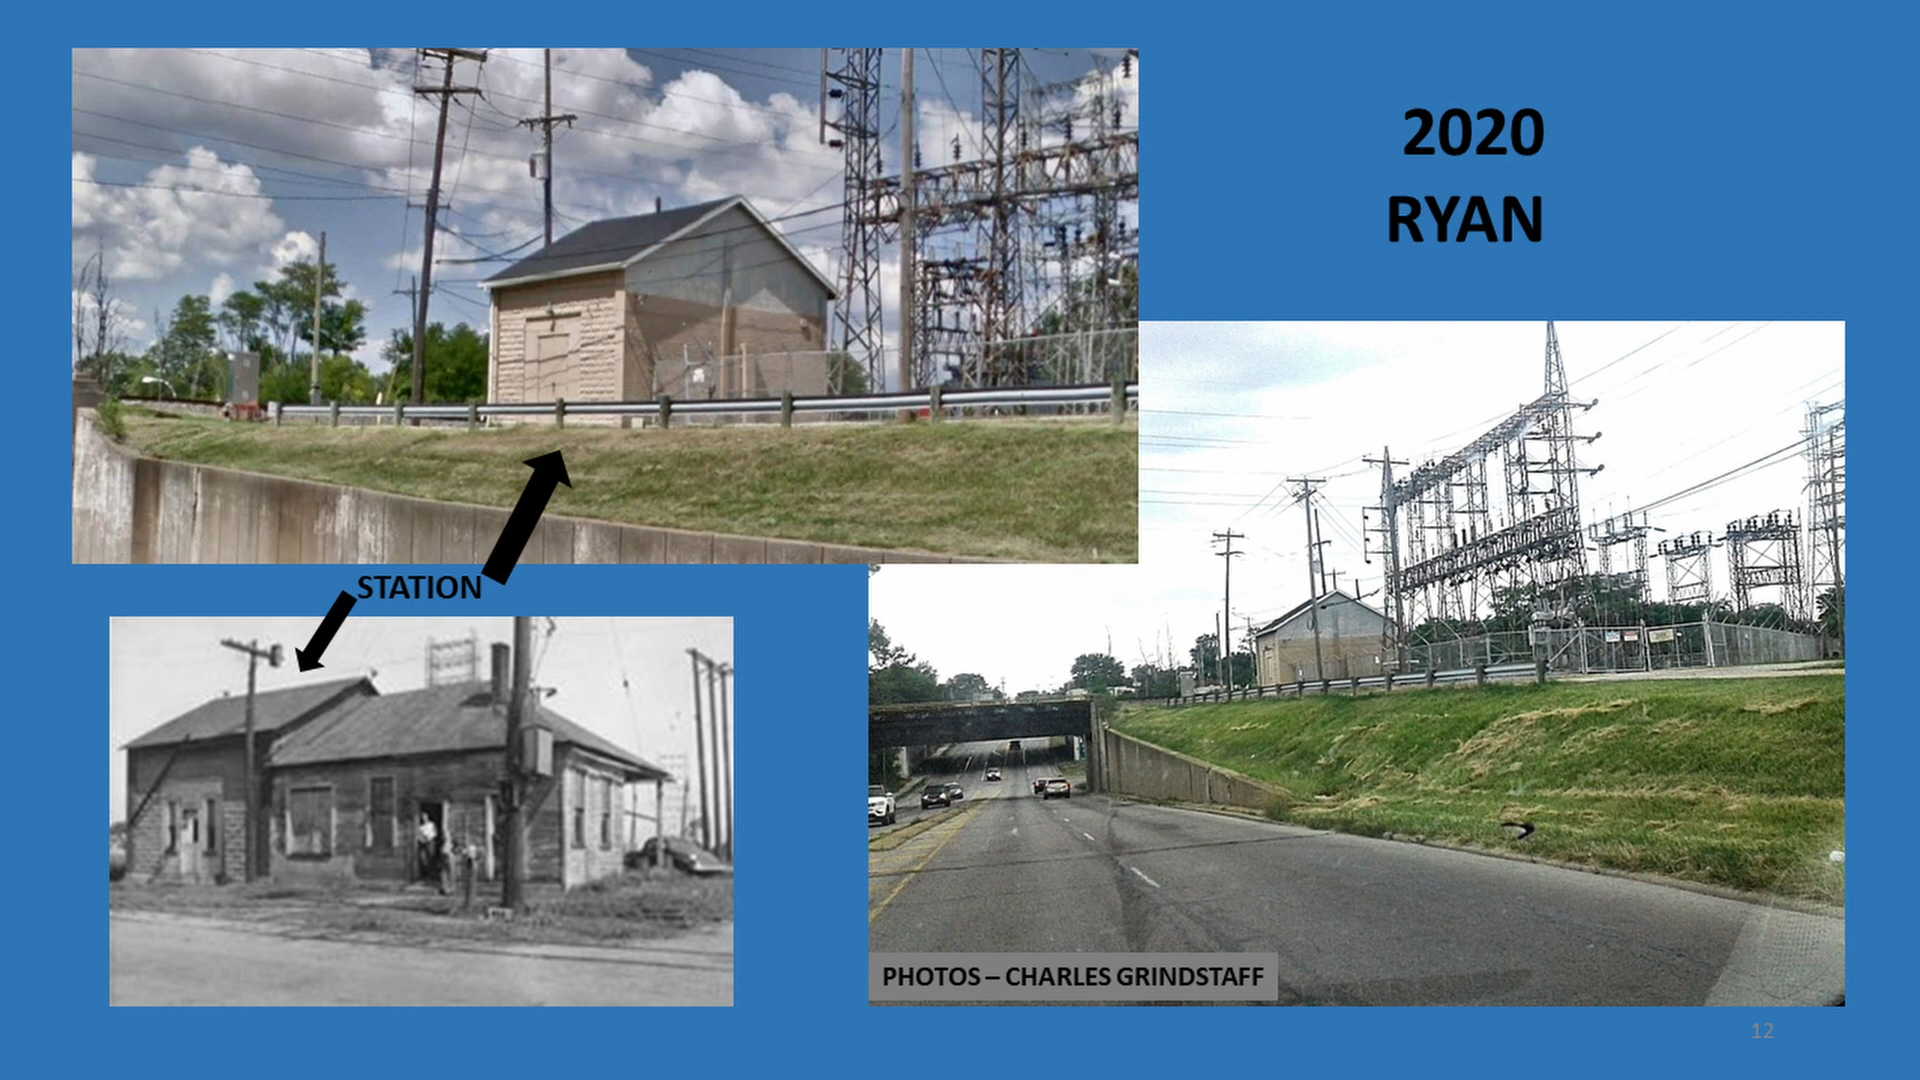 2020
RYAN
STATION
PHOTOS – CHARLES GRINDSTAFF
12